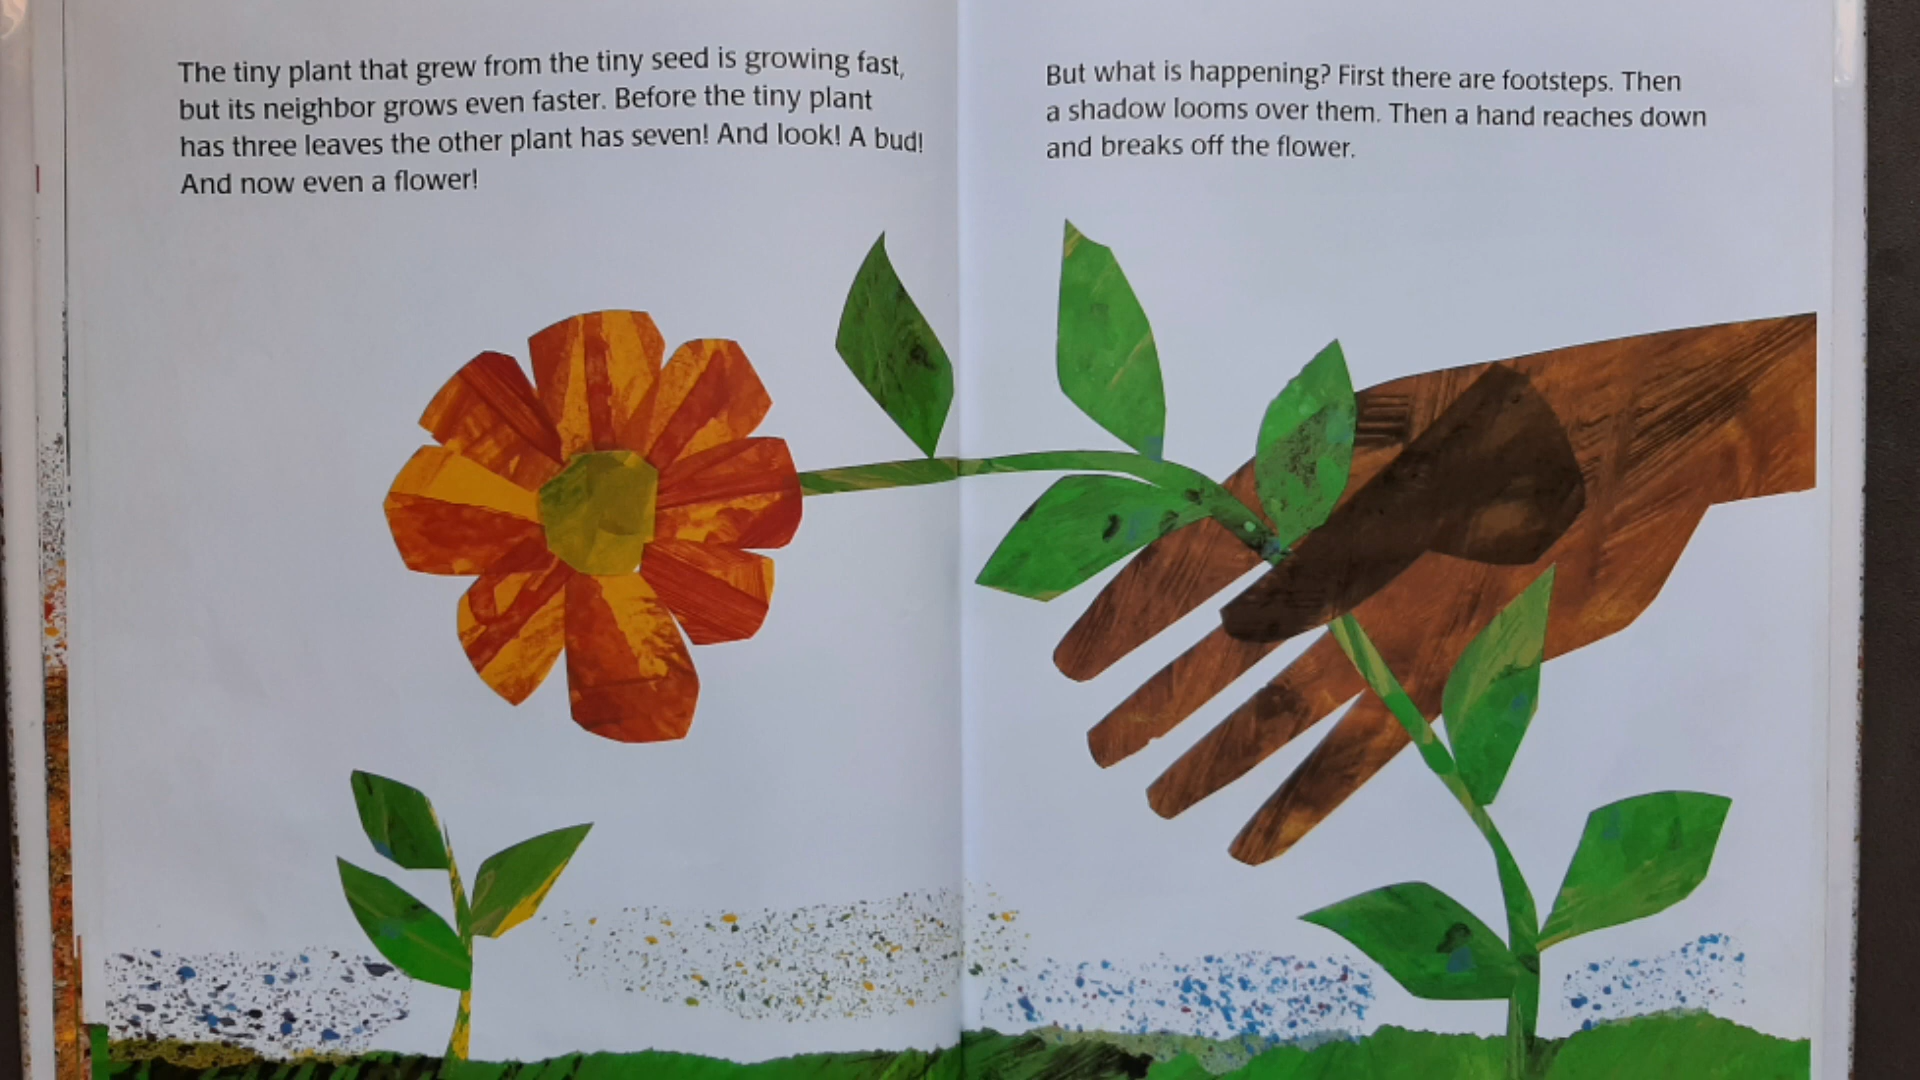 The tiny plant that grew from the tiny seed is growing fast,
but its neighbor grows even faster. Before the tiny plant
has three leaves the other plant has seven! And look! A bud!
And now even a flower!
But what is happening? First there are footsteps. Then
a shadow looms over them. Then a hand reaches down
and breaks off the flower.